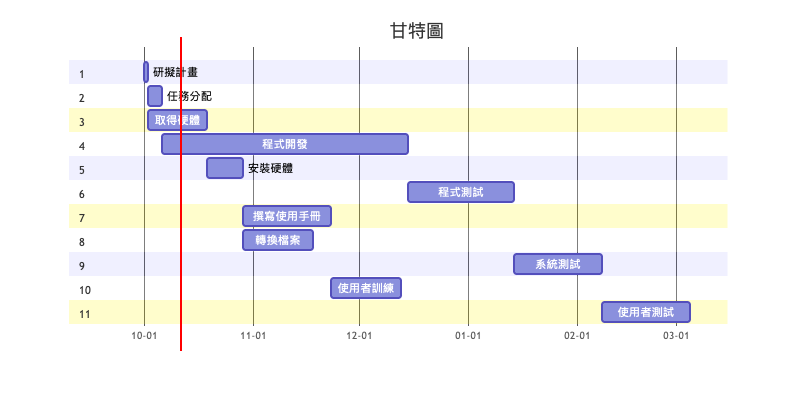 甘特圖
1 研擬計畫
2 任務分配
3 取得硬體
4 程式開發
5 安裝硬體
6 程式測試
7 撰寫使用手冊
8 轉換檔案
9 系統測試
10 使用者訓練
11 使用者測試
10-01 11-01 12-01 01-01 02-01 03-01